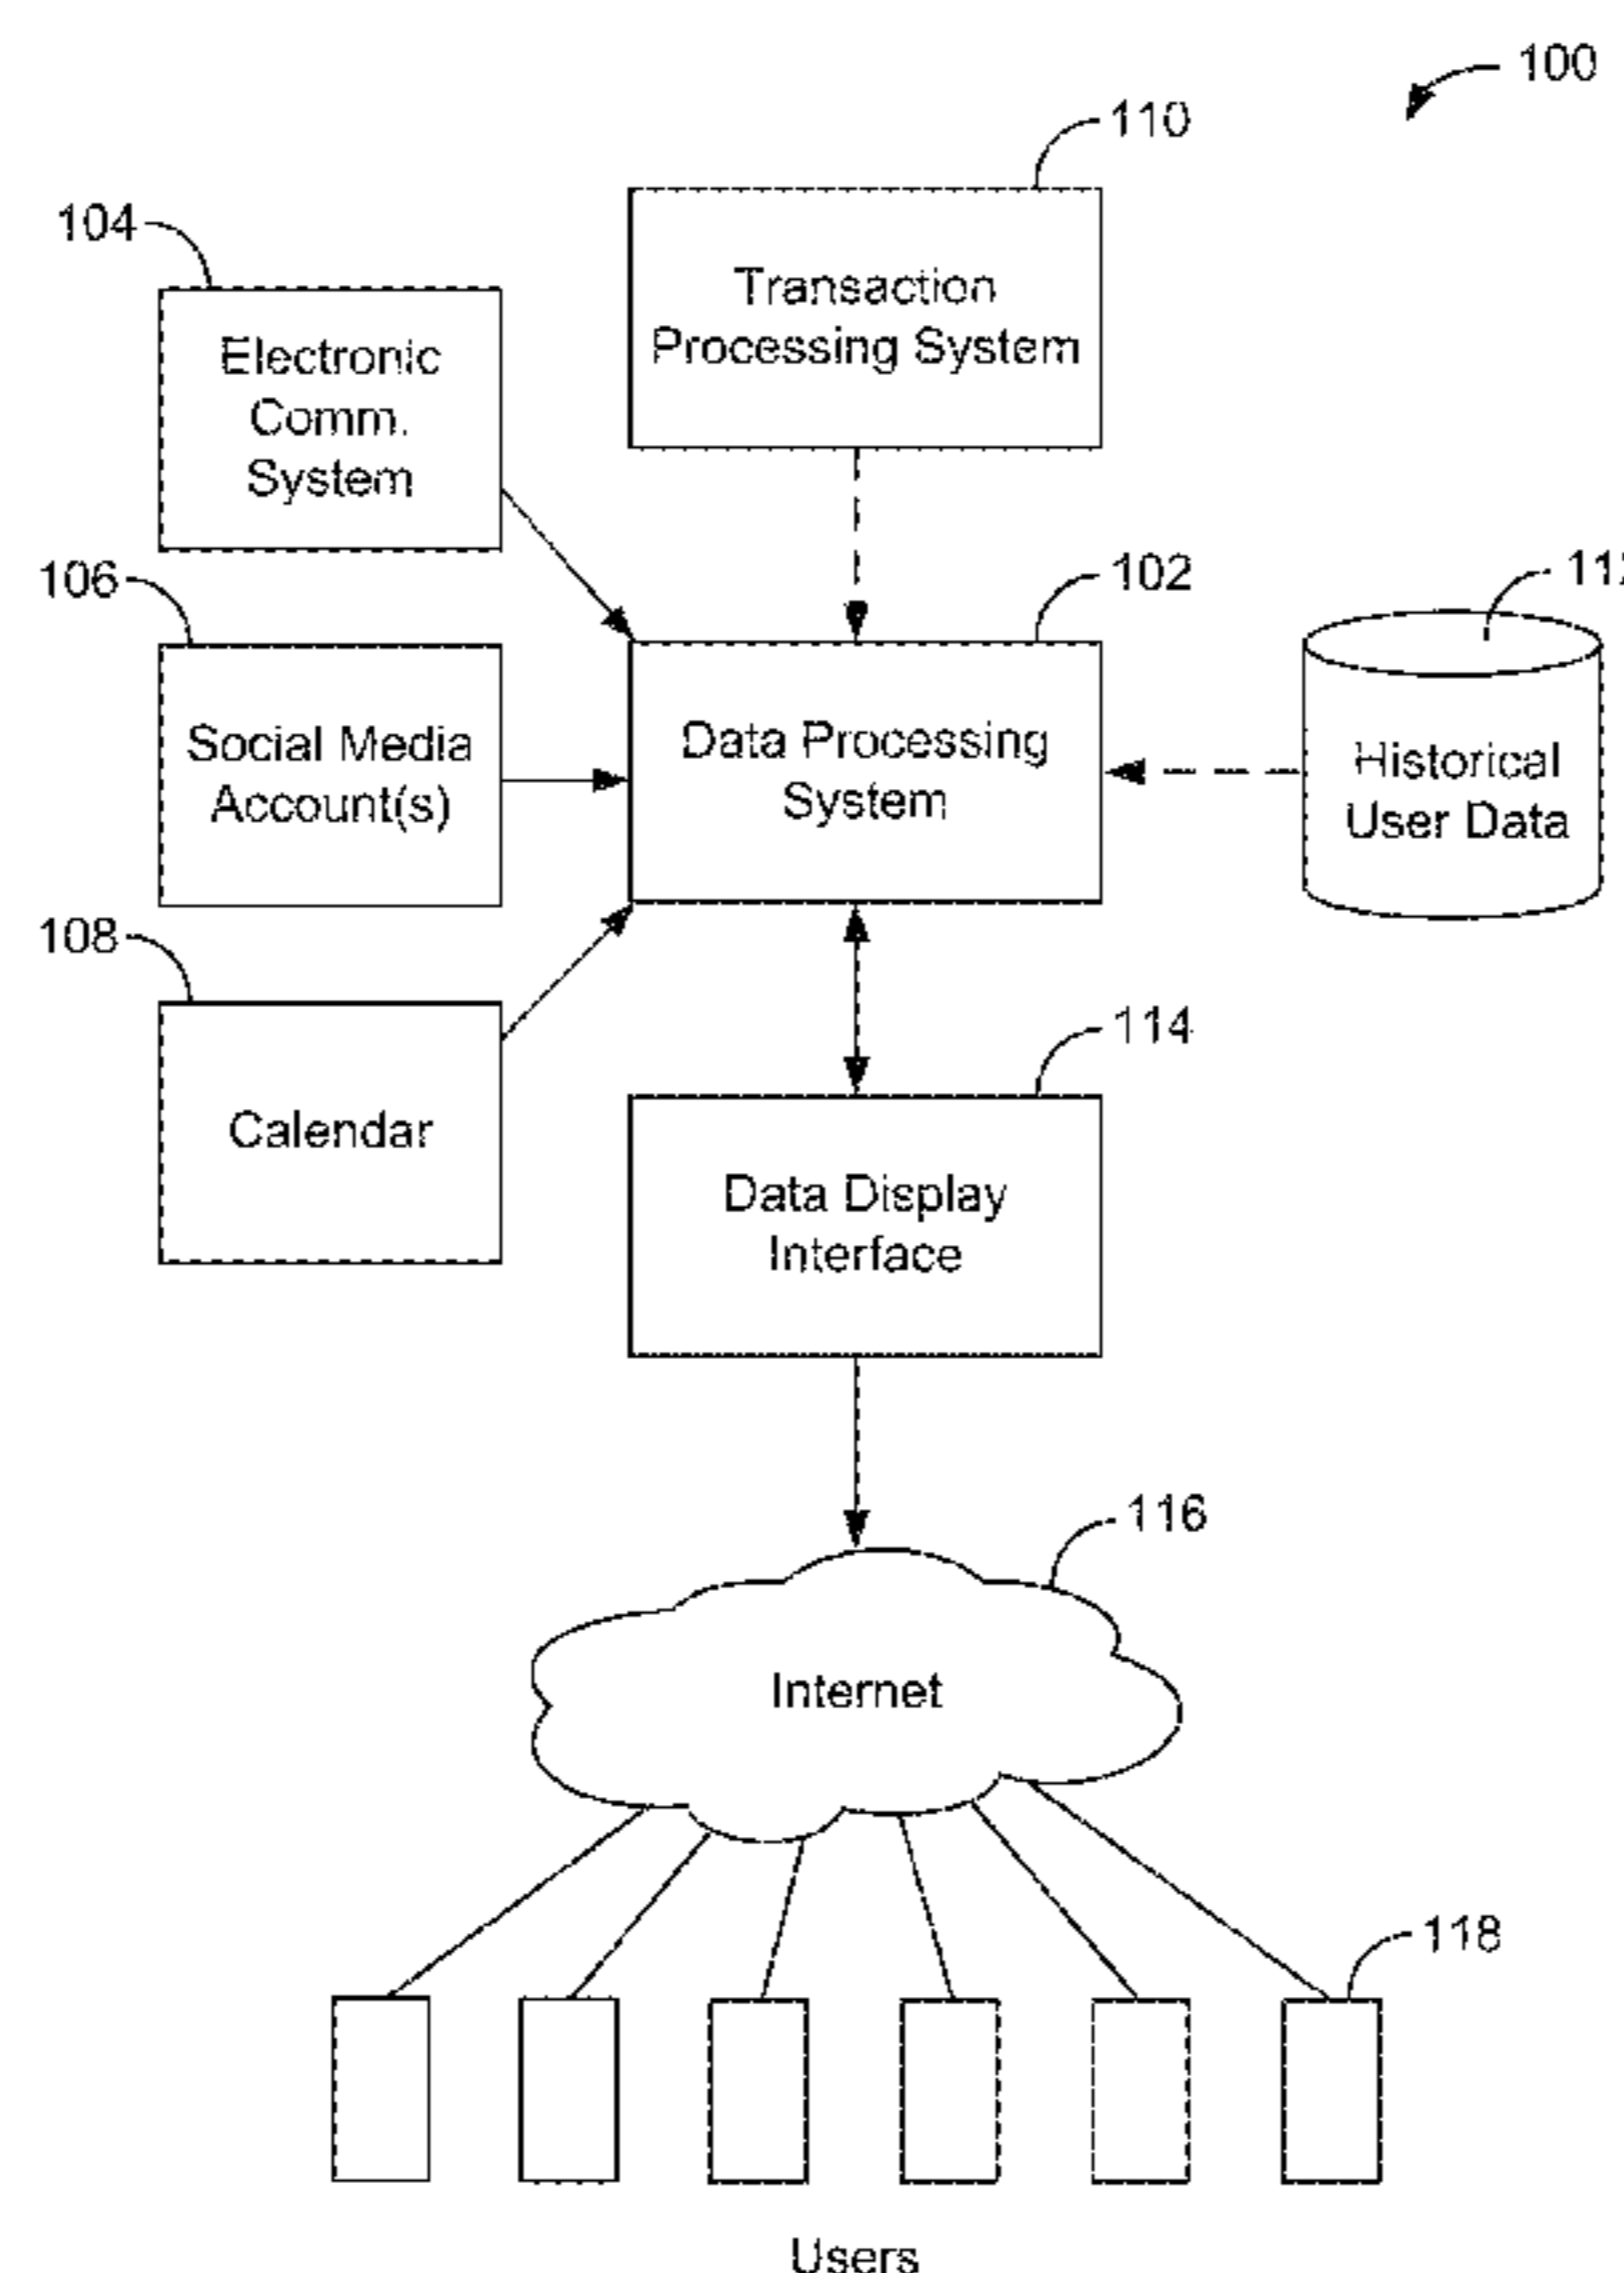 100
110
104
Transaction
Processing System
Electronic
Comm.
System
106
102
Social Media
Account(s)
Data Processing
System
Historical
User Data
108
114
Calendar
Data Display
Interface
116
Internet
118
Users